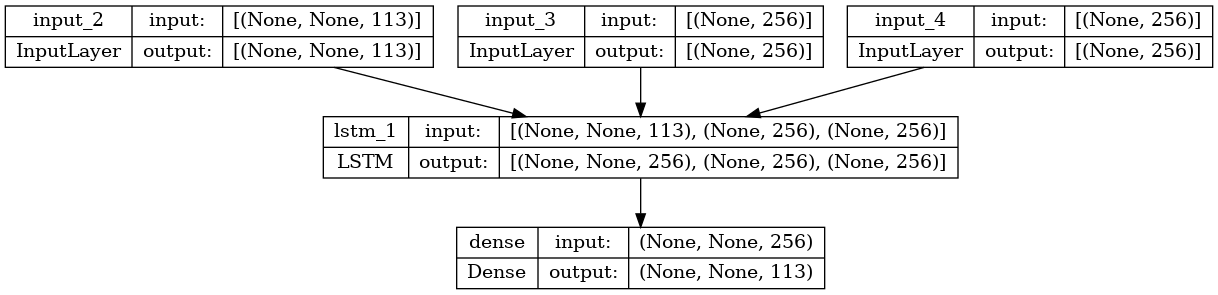 input_2 input: [(None, None, 113)]
InputLayer output: [(None, None, 113)]
input_3 input: [(None, 256)]
InputLayer output: [(None, 256)]
input_4 input: [(None, 256)]
InputLayer output: [(None, 256)]
lstm_1 input: [(None, None, 113), (None, 256), (None, 256)]
LSTM output: [(None, None, 256), (None, 256), (None, 256)]
dense input: (None, None, 256)
Dense output: (None, None, 113)